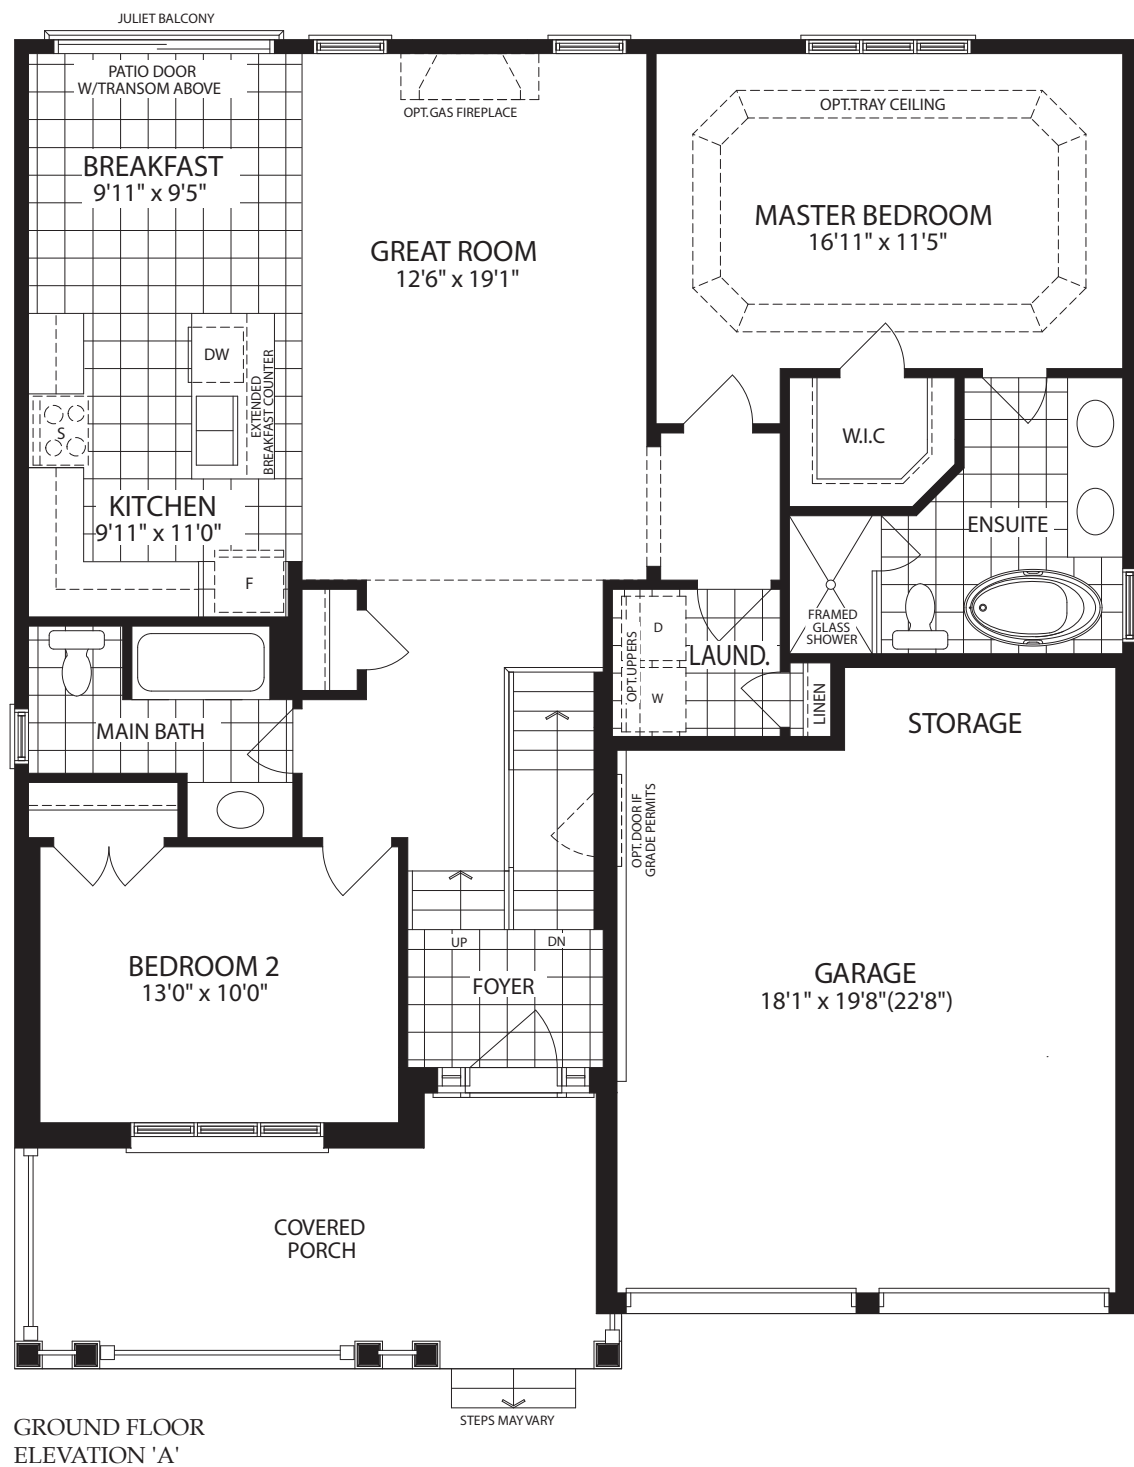 JULIET BALCONY
PATIO DOOR
W/TRANSOM ABOVE
OPT.GAS FIREPLACE
OPT.TRAY CEILING
BREAKFAST
9'11" x 9'5"
GREAT ROOM
12'6" x 19'1"
MASTER BEDROOM
16'11" x 11'5"
DW
EXTENDED
BREAKFAST COUNTER
S
W.I.C
KITCHEN
9'11" x 11'0"
F
ENSUITE
FRAMED
GLASS
SHOWER
OPT.UPPERS
D
LAUND.
W
LINEN
MAIN BATH
STORAGE
OPT. DOOR IF
GRADE PERMITS
UP
DN
FOYER
BEDROOM 2
13'0" x 10'0"
GARAGE
18'1" x 19'8"(22'8")
COVERED
PORCH
STEPS MAY VARY
GROUND FLOOR
ELEVATION 'A'